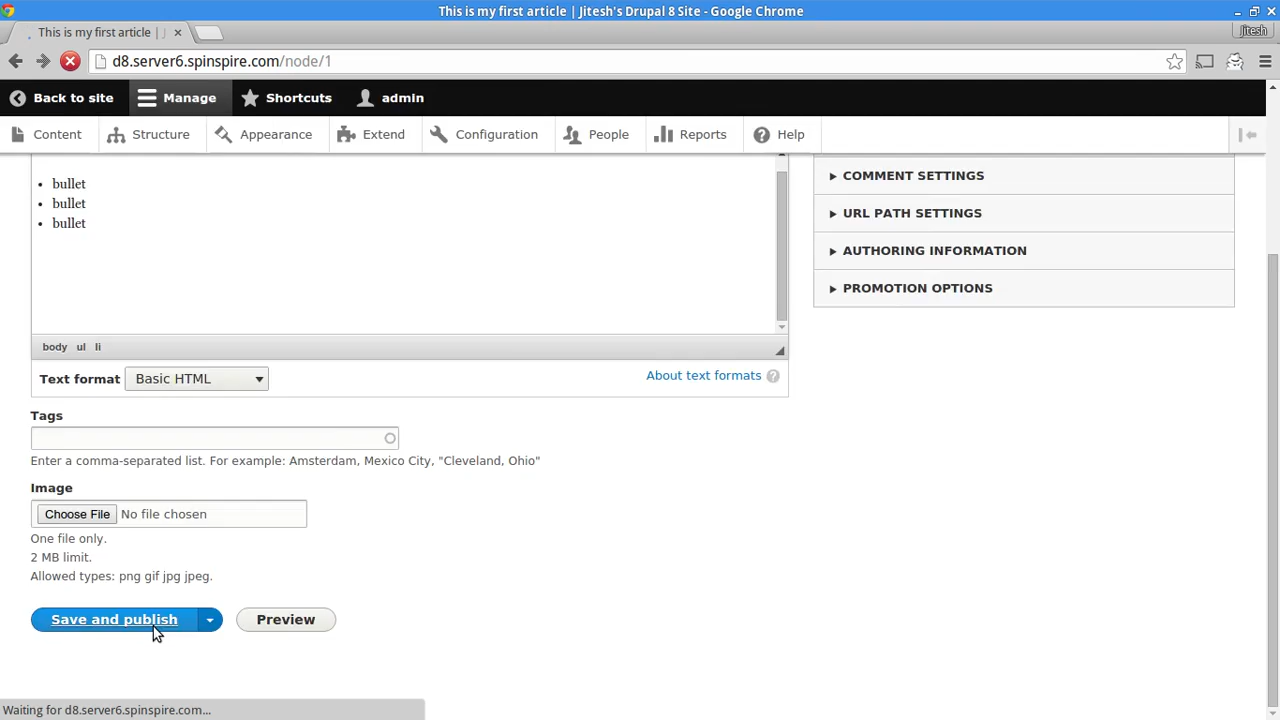 This is my first article | Jitesh's Drupal 8 Site - Google Chrome
This is my first article | J
Jitesh
d8.server6.spinspire.com/node/1
Back to site
Manage
Shortcuts
admin
Content
Structure
Appearance
Extend
Configuration
People
Reports
Help
• bullet
• bullet
• bullet
COMMENT SETTINGS
URL PATH SETTINGS
AUTHORING INFORMATION
PROMOTION OPTIONS
body ul li
Text format
Basic HTML
About text formats ?
Tags
Enter a comma-separated list. For example: Amsterdam, Mexico City, "Cleveland, Ohio"
Image
Choose File No file chosen
One file only.
2 MB limit.
Allowed types: png gif jpg jpeg.
Save and publish
Preview
Waiting for d8.server6.spinspire.com...